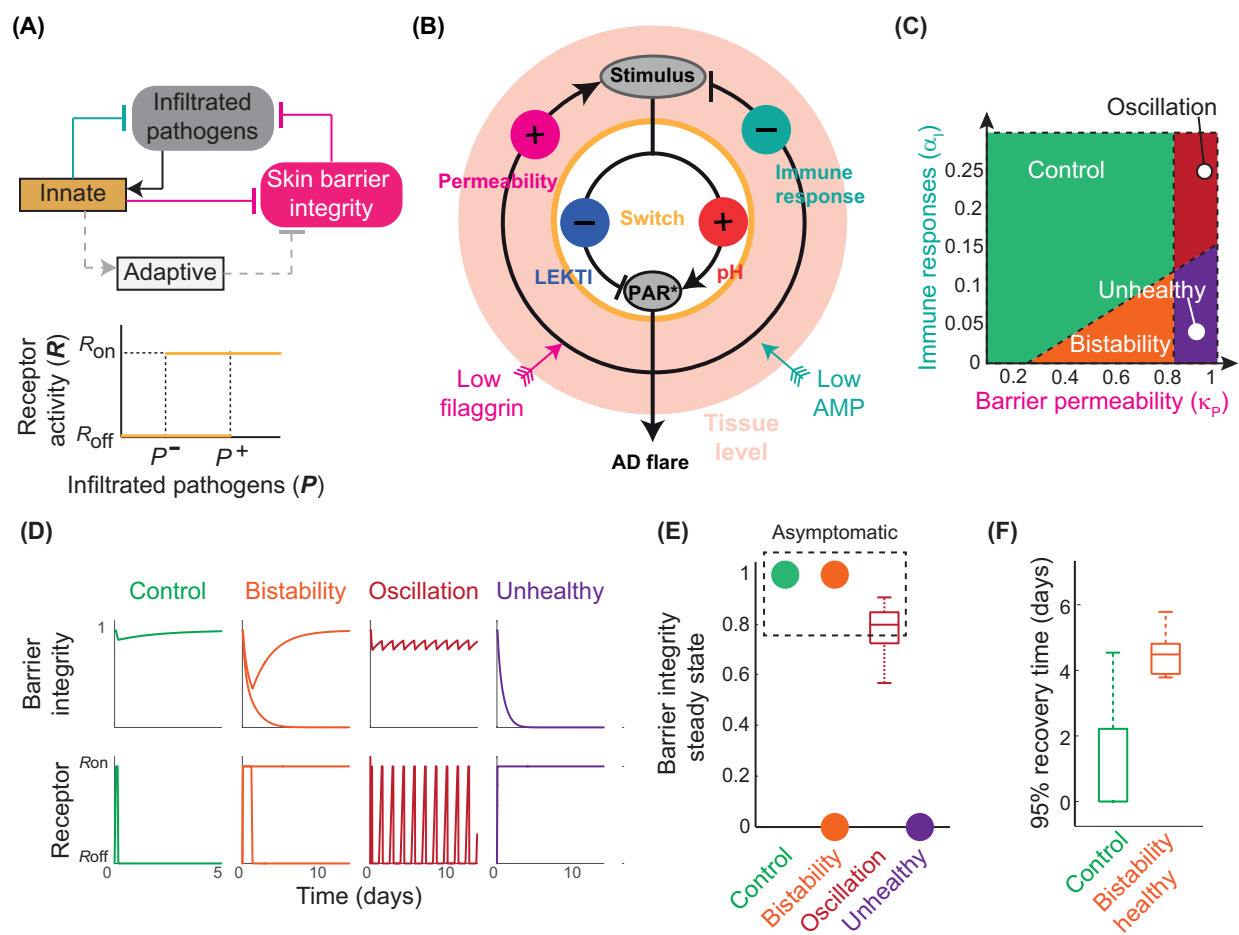 (A)
Infiltrated
pathogens
Innate
Skin barrier
integrity
Adaptive
Receptor
activity (R)
Ron
Roff
P−
P+
Infiltrated pathogens (P)
(B)
Stimulus
+
−
Permeability
Immune
response
Switch
−
+
LEKTI
pH
PAR*
Low
filaggrin
Low
AMP
Tissue
level
AD flare
(C)
Oscillation
Immune responses (αI)
0.25
0.2
0.15
0.1
0.05
0
Control
Unhealthy
Bistability
0.2 0.4 0.6 0.8 1
Barrier permeability (κP)
(D)
Control Bistability Oscillation Unhealthy
Barrier
integrity
1
Receptor
Ron
Roff
5 10 10
Time (days)
(E)
Asymptomatic
Barrier integrity
steady state
1
0.8
0.6
0.4
0.2
0
Control
Bistability
Oscillation
Unhealthy
(F)
95% recovery time (days)
6
4
2
0
Control
Bistability
healthy